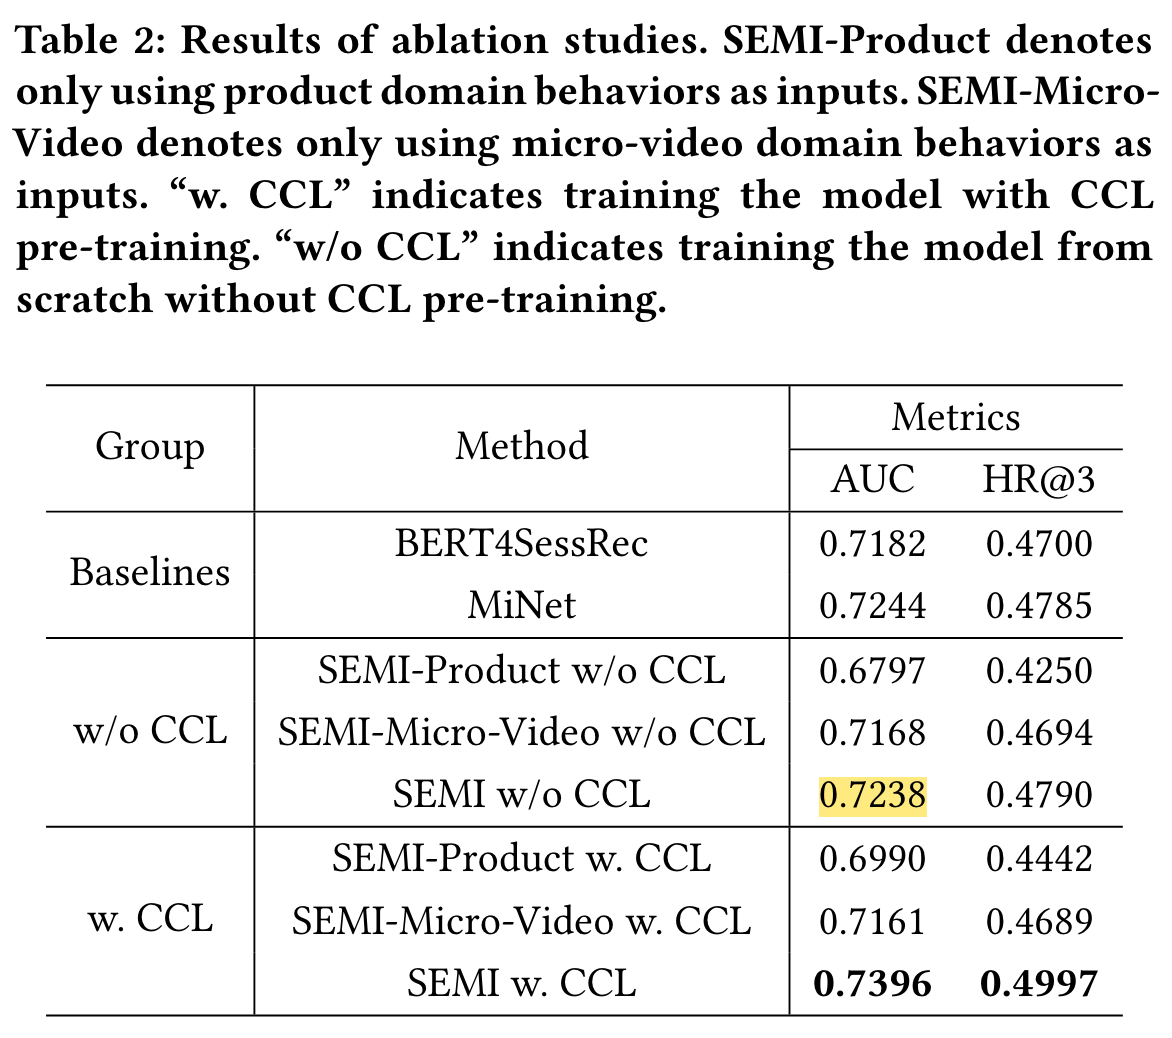 Table 2: Results of ablation studies. SEMI-Product denotes
only using product domain behaviors as inputs. SEMI-Micro-
Video denotes only using micro-video domain behaviors as
inputs. “w. CCL” indicates training the model with CCL
pre-training. “w/o CCL” indicates training the model from
scratch without CCL pre-training.
Group Method Metrics
AUC HR@3
Baselines BERT4SessRec 0.7182 0.4700
MiNet 0.7244 0.4785
w/o CCL SEMI-Product w/o CCL 0.6797 0.4250
SEMI-Micro-Video w/o CCL 0.7168 0.4694
SEMI w/o CCL 0.7238 0.4790
w. CCL SEMI-Product w. CCL 0.6990 0.4442
SEMI-Micro-Video w. CCL 0.7161 0.4689
SEMI w. CCL 0.7396 0.4997